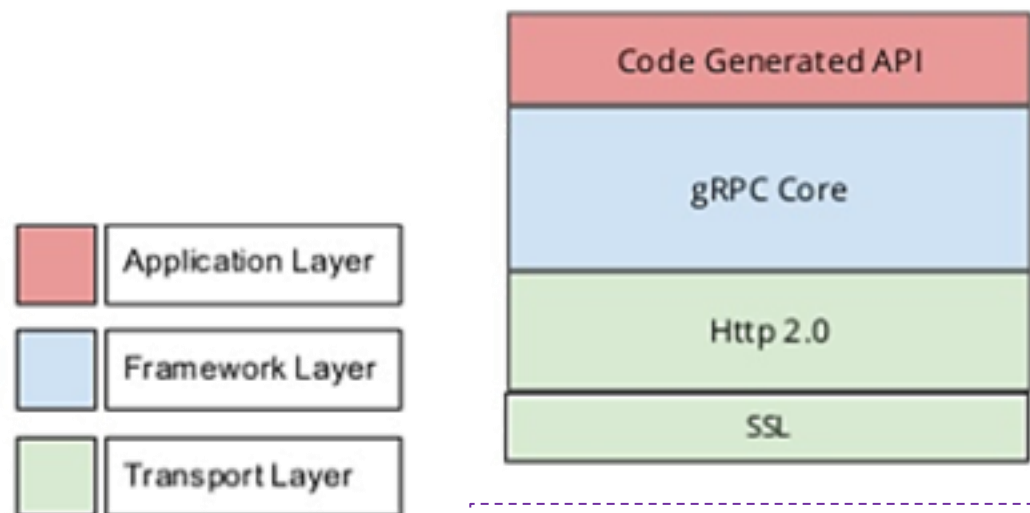 Code Generated API
gRPC Core
Http 2.0
SSL
Application Layer
Framework Layer
Transport Layer